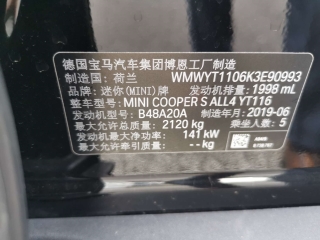 德国宝马汽车集团博恩工厂制造
制造国：荷兰 WMWYT1106K3E90993
品牌：迷你(MINI)牌 发动机排量：1998 mL
整车型号：MINI COOPER S ALL4 YT116
发动机型号：B48A20A 制造年月：2019-06
最大允许总质量：2120 kg 乘坐人数：5
发动机最大净功率：141 kW
最大允许牵引质量：--kg